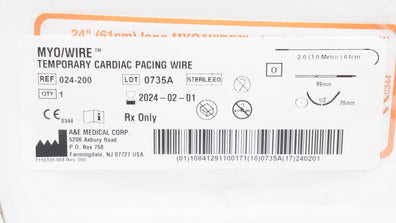 24" (61cm) long MYO/WIRE
MYO/WIRE™
TEMPORARY CARDIAC PACING WIRE
REF 024-200
LOT 0735A
STERILE EO
QTY 1
2024-02-01
2-0 (3.0 Metric) 61cm
89mm
1/2
26mm
CE 0344
Rx Only
0344
A&E MEDICAL CORP.
5206 Asbury Road
P.O. Box 758
Farmingdale, NJ 07727 USA
(01)10841291100171(10)0735A(17)240201